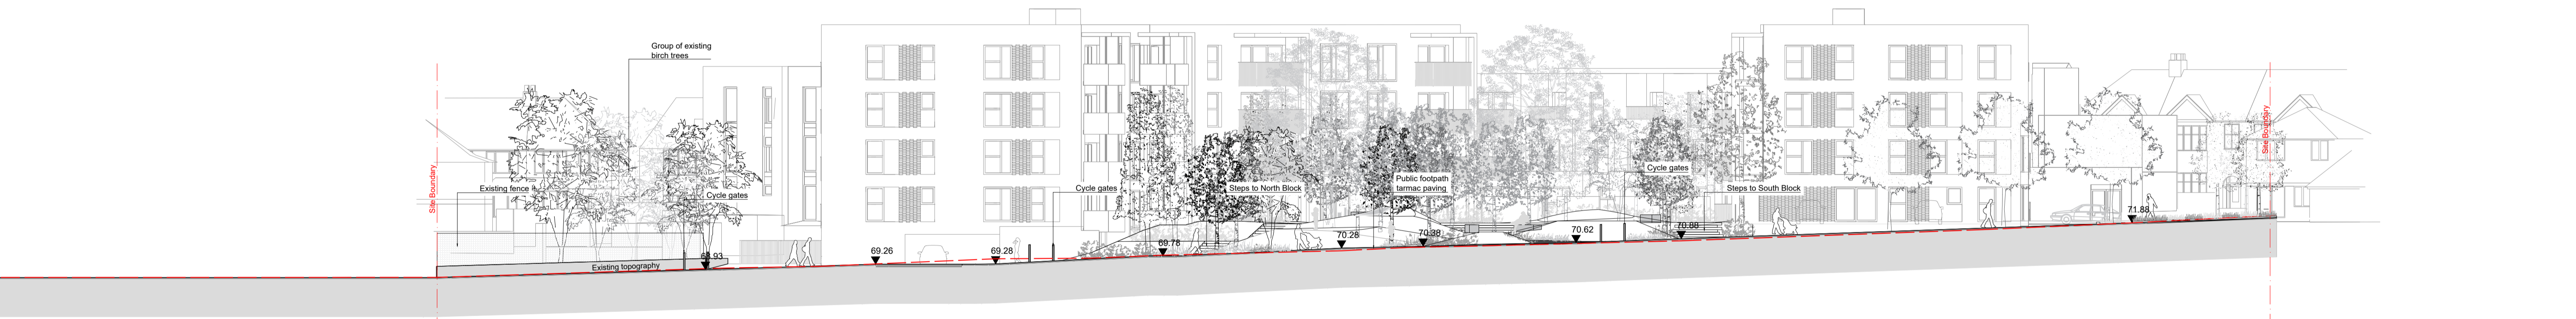 Group of existing
birch trees
Site Boundary
Existing fence
Cycle gates
Cycle gates
Steps to North Block
Public footpath
tarmac paving
Cycle gates
Steps to South Block
Site Boundary
Existing topography
68.93
69.26
69.28
69.78
70.28
70.38
70.62
70.88
71.88